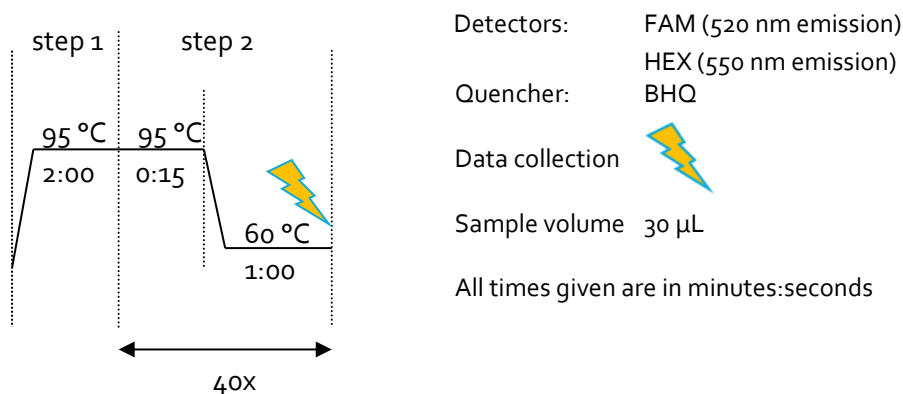 step 1 step 2
95 °C 95 °C
2:00 0:15
60 °C
1:00
40x
Detectors: FAM (520 nm emission)
HEX (550 nm emission)
Quencher: BHQ
Data collection
Sample volume 30 µL
All times given are in minutes:seconds